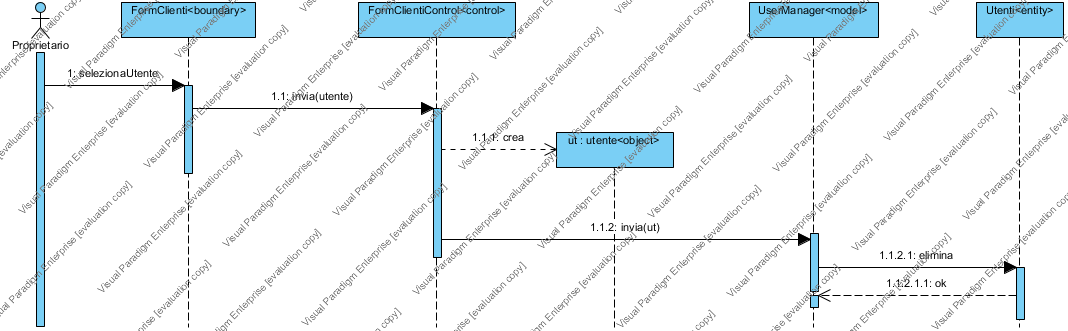 FormClienti<boundary>
FormClientiControl<control>
UserManager<model>
Utenti<entity>
Proprietario
1: selezionaUtente
1.1: invia(utente)
1.1.1: crea
ut : utente<object>
1.1.2: invia(ut)
1.1.2.1: elimina
1.1.2.1.1: ok
Visual Paradigm Enterprise [evaluation copy]